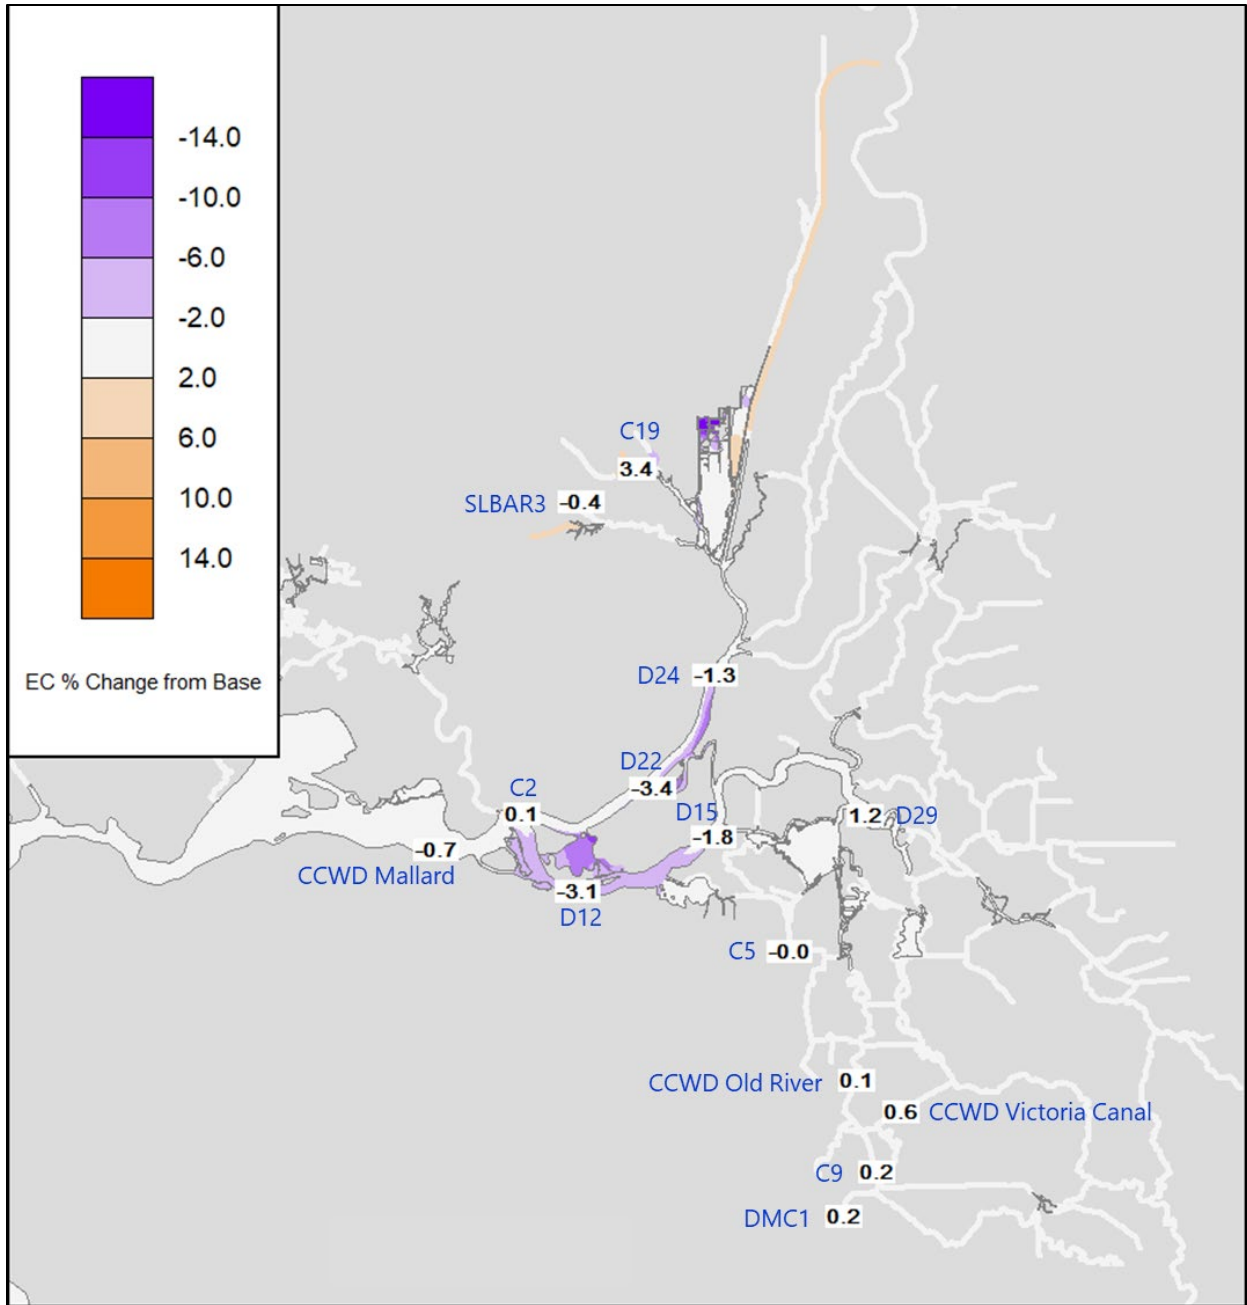 -14.0
-10.0
-6.0
-2.0
2.0
6.0
10.0
14.0
EC % Change from Base
C19
3.4
SLBAR3 -0.4
D24 -1.3
D22
-3.4
C2
0.1
D15
-1.8
1.2 D29
-0.7
CCWD Mallard
-3.1
D12
C5 -0.0
CCWD Old River 0.1
0.6 CCWD Victoria Canal
C9 0.2
DMC1 0.2